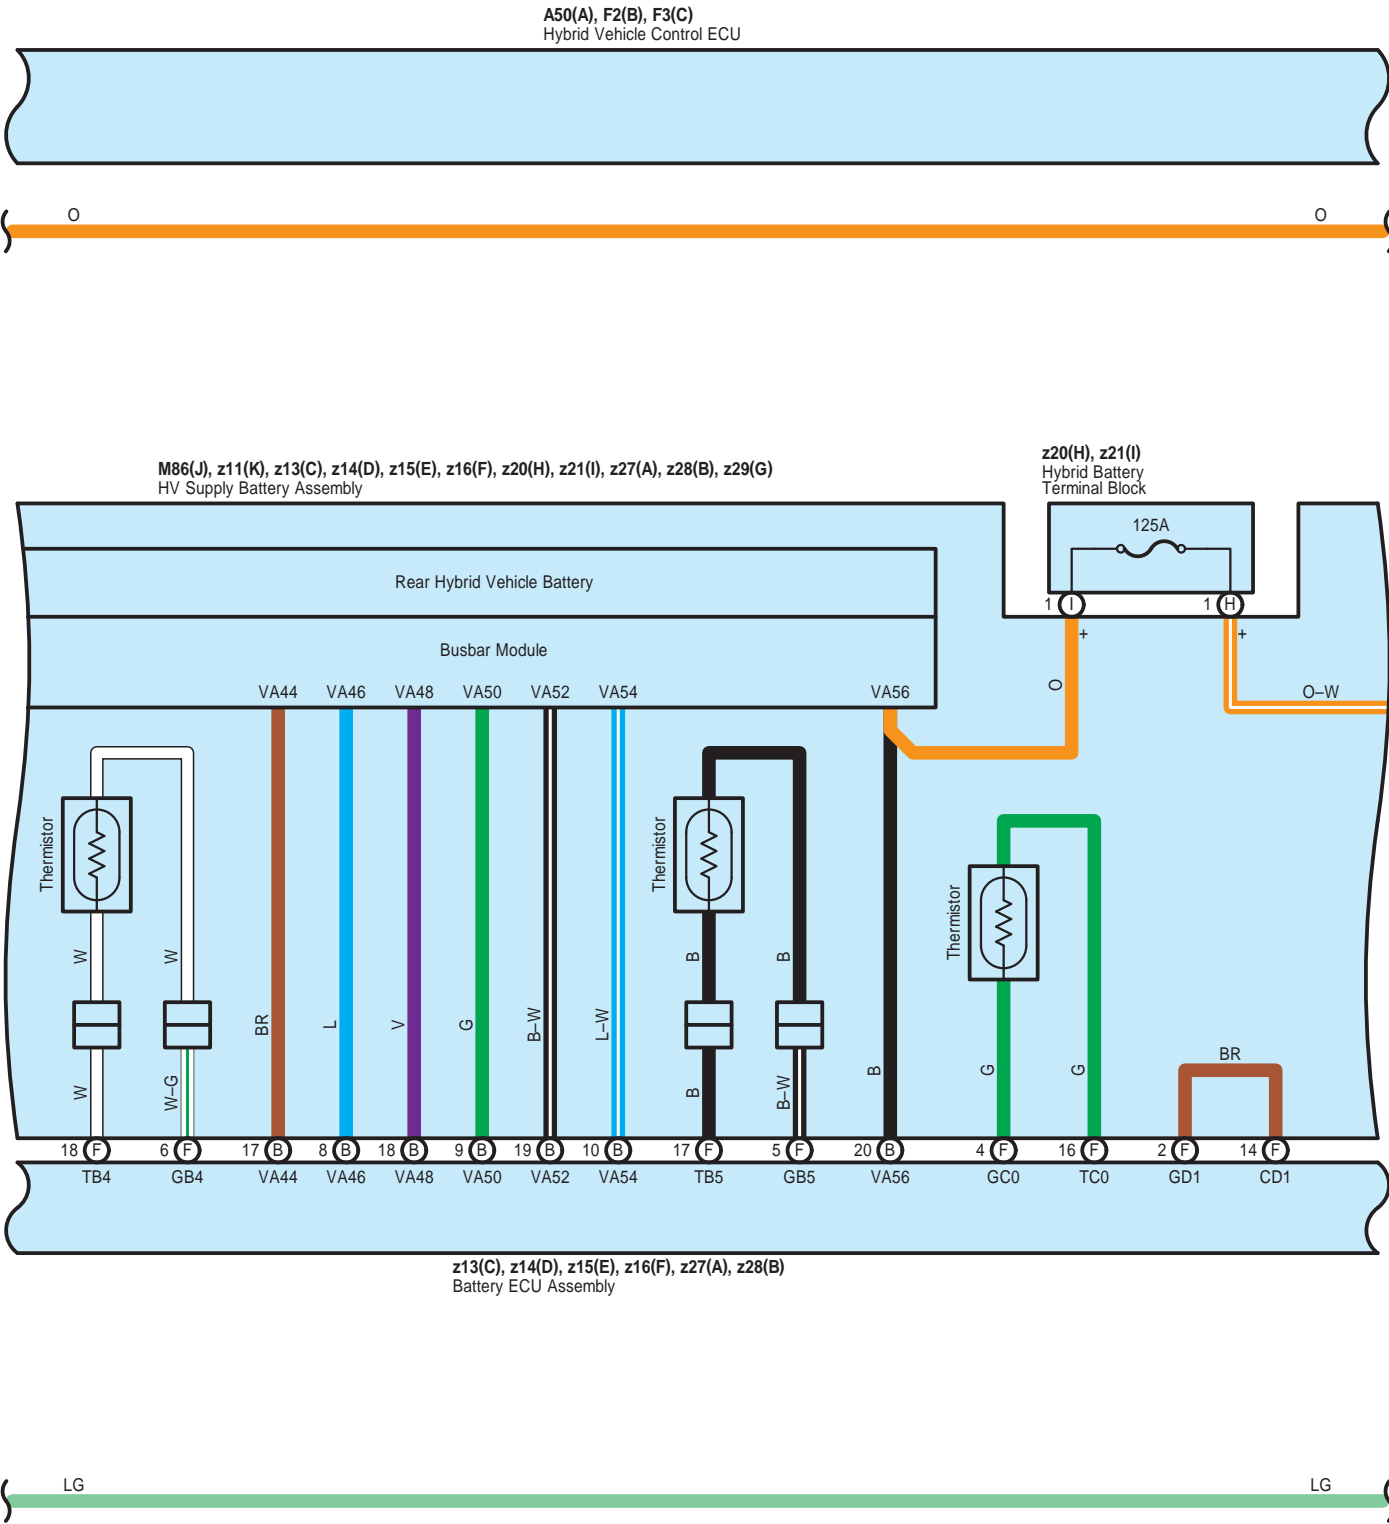 A50(A), F2(B), F3(C)
Hybrid Vehicle Control ECU
O O
M86(J), z11(K), z13(C), z14(D), z15(E), z16(F), z20(H), z21(I), z27(A), z28(B), z29(G)
HV Supply Battery Assembly
z20(H), z21(I)
Hybrid Battery
Terminal Block
125A
Rear Hybrid Vehicle Battery
1 I 1 H
+ +
Busbar Module
VA44 VA46 VA48 VA50 VA52 VA54 VA56
O
O–W
Thermistor
Thermistor
Thermistor
W W B B
BR L V G B–W L–W
W W–G B B–W B G G
BR
18 F 6 F 17 B 8 B 18 B 9 B 19 B 10 B 17 F 5 F 20 B 4 F 16 F 2 F 14 F
TB4 GB4 VA44 VA46 VA48 VA50 VA52 VA54 TB5 GB5 VA56 GC0 TC0 GD1 CD1
z13(C), z14(D), z15(E), z16(F), z27(A), z28(B)
Battery ECU Assembly
LG LG